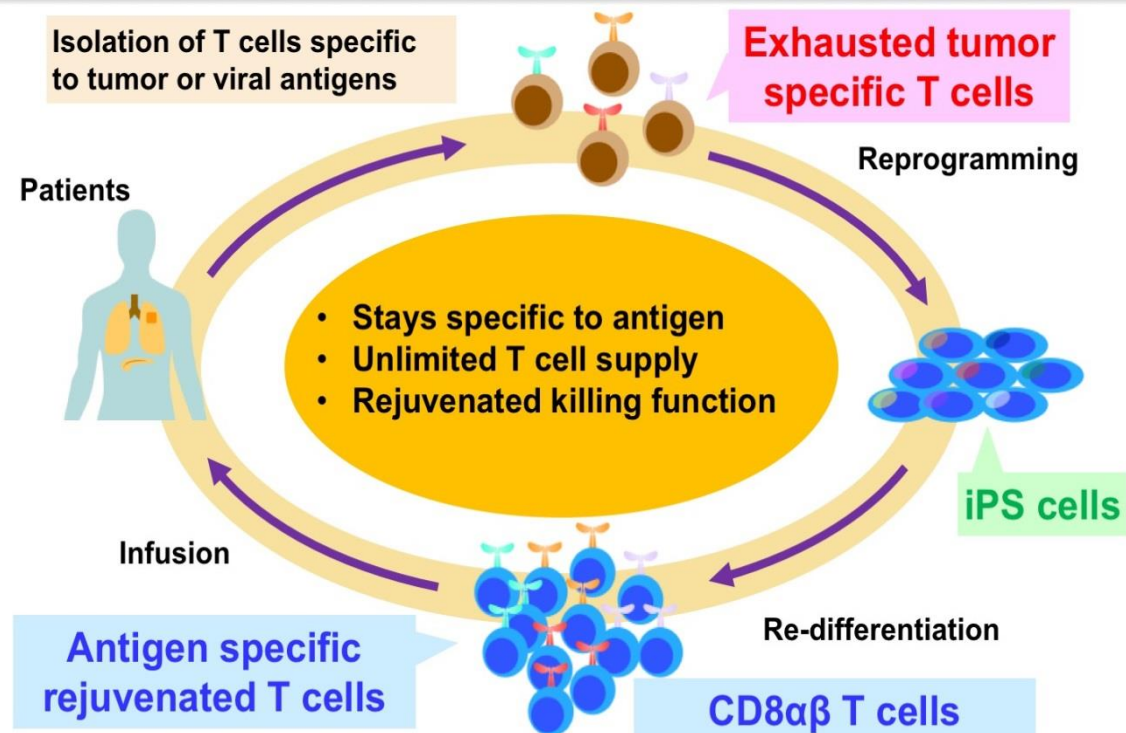 Isolation of T cells specific
to tumor or viral antigens
Exhausted tumor
specific T cells
Reprogramming
Patients
• Stays specific to antigen
• Unlimited T cell supply
• Rejuvenated killing function
iPS cells
Infusion
Re-differentiation
Antigen specific
rejuvenated T cells
CD8αβ T cells